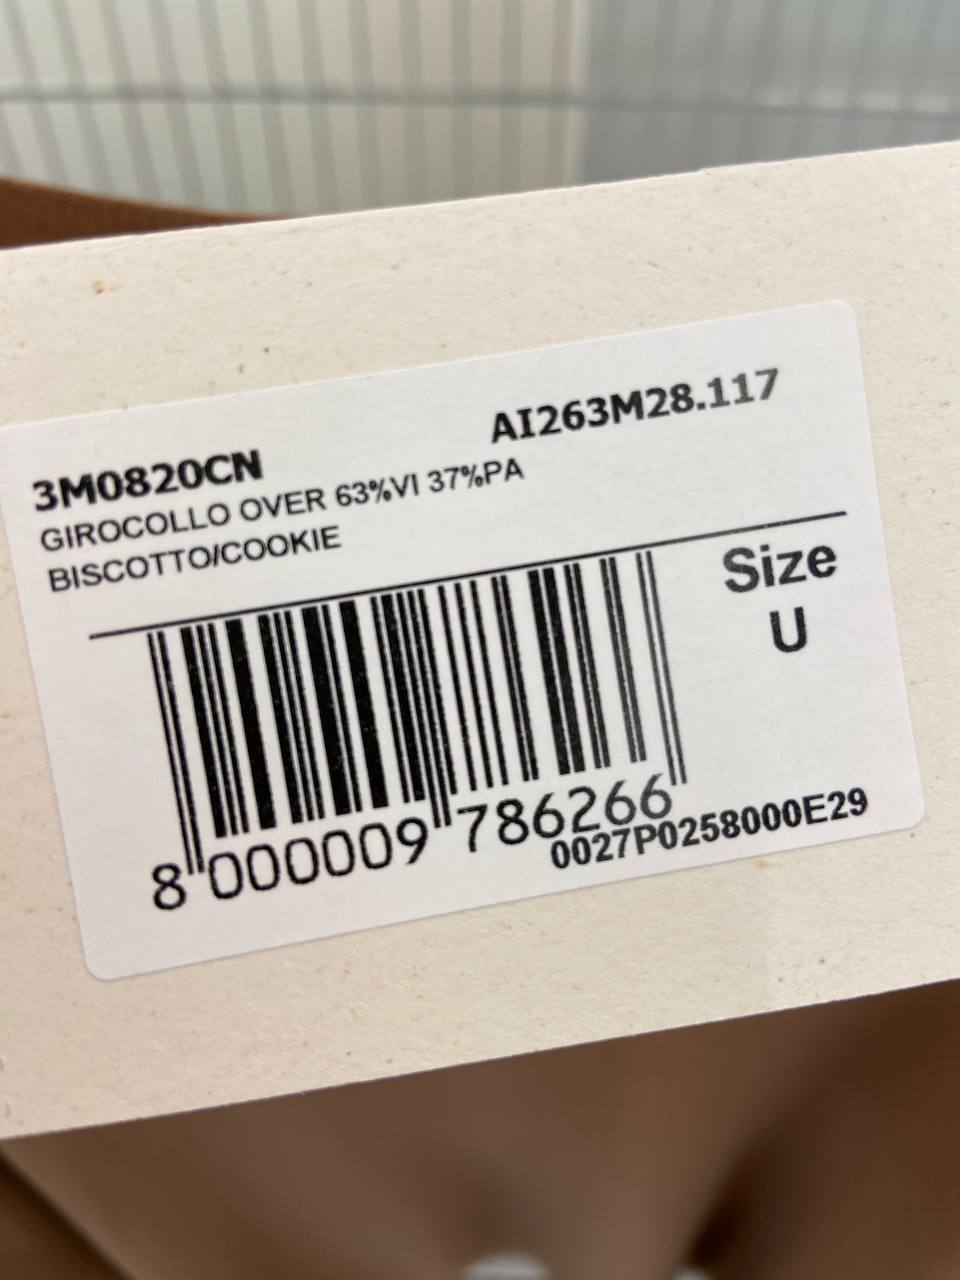 AI263M28.117
3M0820CN
GIROCOLLO OVER 63%VI 37%PA
BISCOTTO/COOKIE
Size
U
8 000009 786266
0027P0258000E29